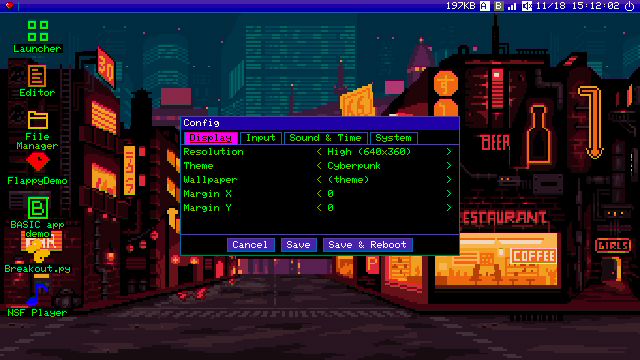 197KB A B 11/18 15:12:02
Launcher
Editor
File
Manager
FlappyDemo
BASIC app
demo
Breakout.py
NSF Player
Config
Display Input Sound & Time System
Resolution < High (640x360) >
Theme < Cyberpunk >
Wallpaper < (theme) >
Margin X < 0 >
Margin Y < 0 >
Cancel Save Save & Reboot
BEER
ESTAURANT
GIRLS
COFFEE